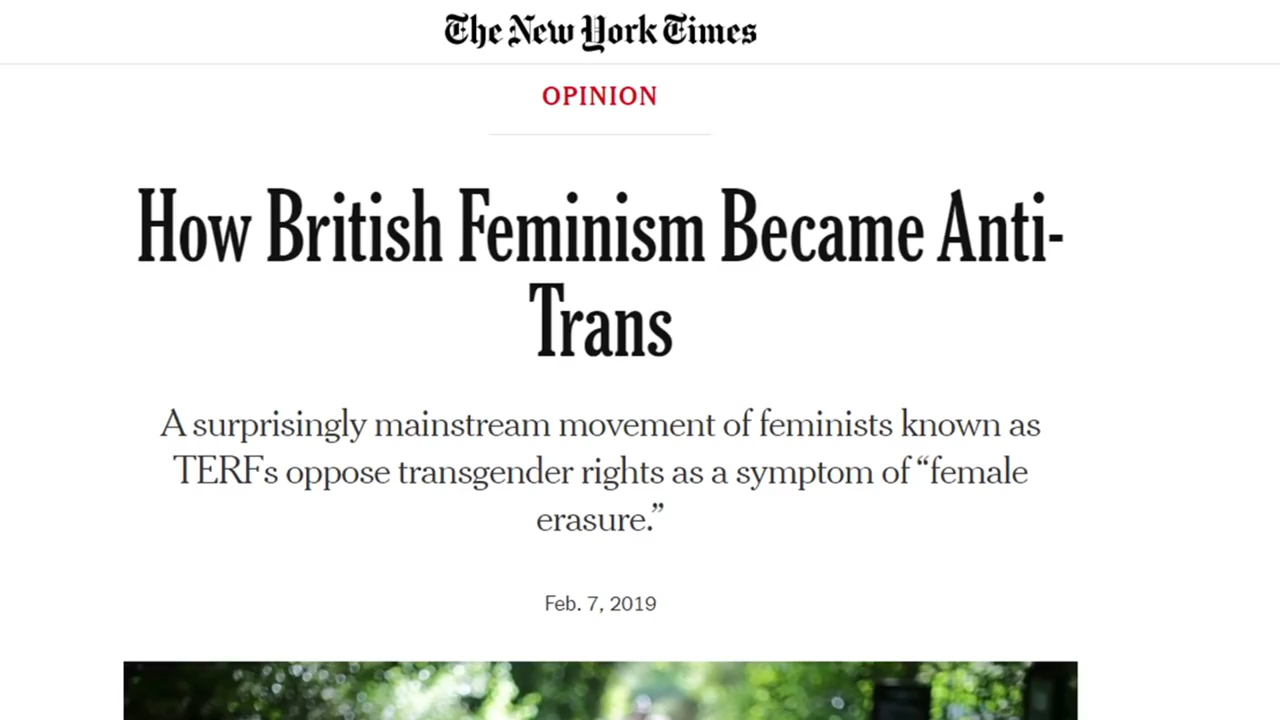 The New York Times
OPINION
How British Feminism Became Anti-
Trans
A surprisingly mainstream movement of feminists known as
TERFs oppose transgender rights as a symptom of “female
erasure.”
Feb. 7, 2019